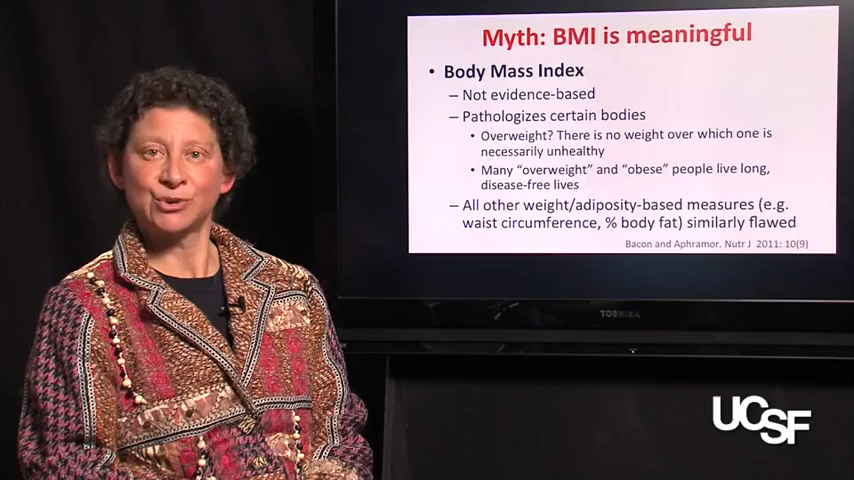 Myth: BMI is meaningful
• Body Mass Index
– Not evidence-based
– Pathologizes certain bodies
• Overweight? There is no weight over which one is
necessarily unhealthy
• Many “overweight” and “obese” people live long,
disease-free lives
– All other weight/adiposity-based measures (e.g.
waist circumference, % body fat) similarly flawed
Bacon and Aphramor. Nutr J 2011: 10(9)
TOSHIBA
UCSF